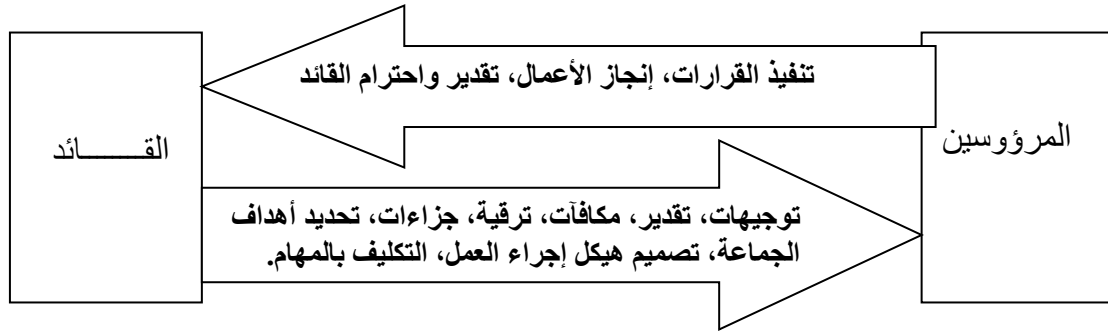 تنفيذ القرارات، إنجاز الأعمال، تقدير واحترام القائد
المرؤوسين
القـــــــائد
توجيهات، تقدير، مكافآت، ترقية، جزاءات، تحديد أهداف
الجماعة، تصميم هيكل إجراء العمل، التكليف بالمهام.